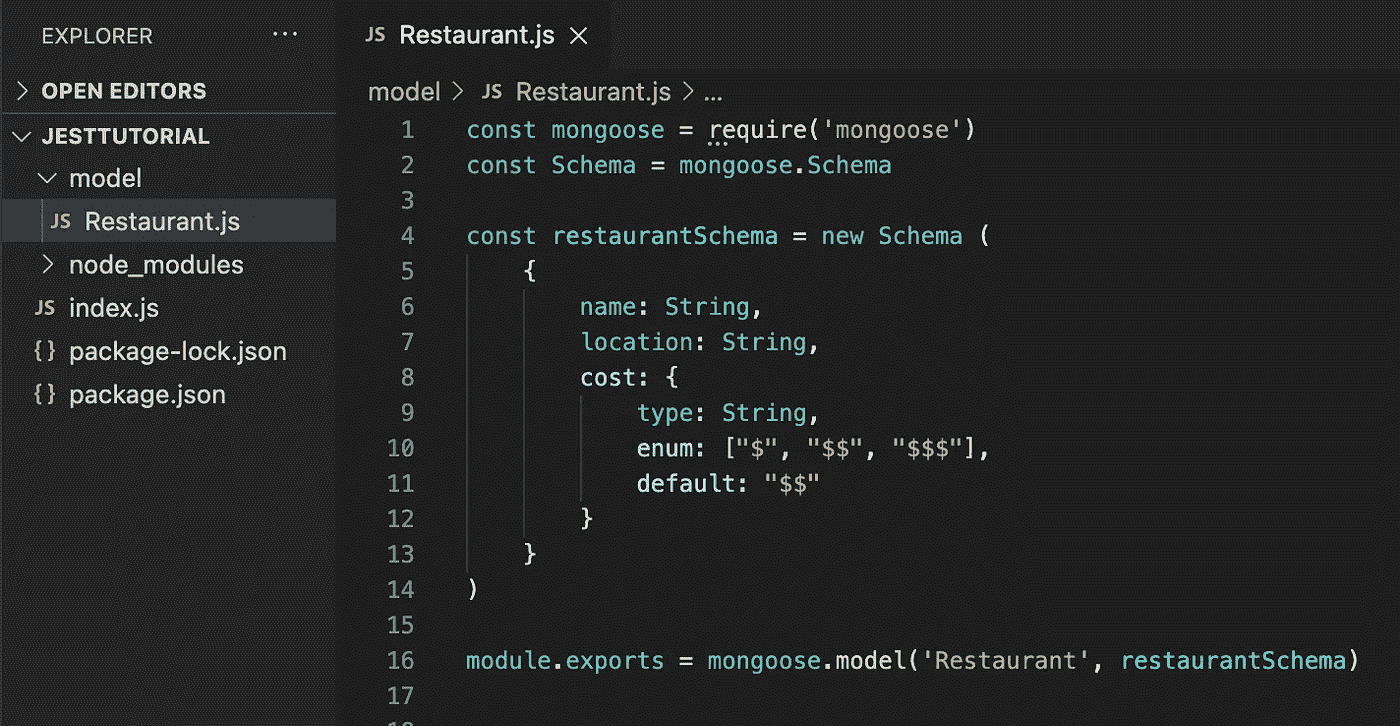 EXPLORER ...
OPEN EDITORS
JESTTUTORIAL
model
JS Restaurant.js
node_modules
JS index.js
{} package-lock.json
{} package.json
JS Restaurant.js ×
model > JS Restaurant.js > ...
1 const mongoose = require('mongoose')
2 const Schema = mongoose.Schema
3
4 const restaurantSchema = new Schema (
5     {
6         name: String,
7         location: String,
8         cost: {
9             type: String,
10             enum: ["$", "$$", "$$$"],
11             default: "$$"
12         }
13     }
14 )
15
16 module.exports = mongoose.model('Restaurant', restaurantSchema)
17